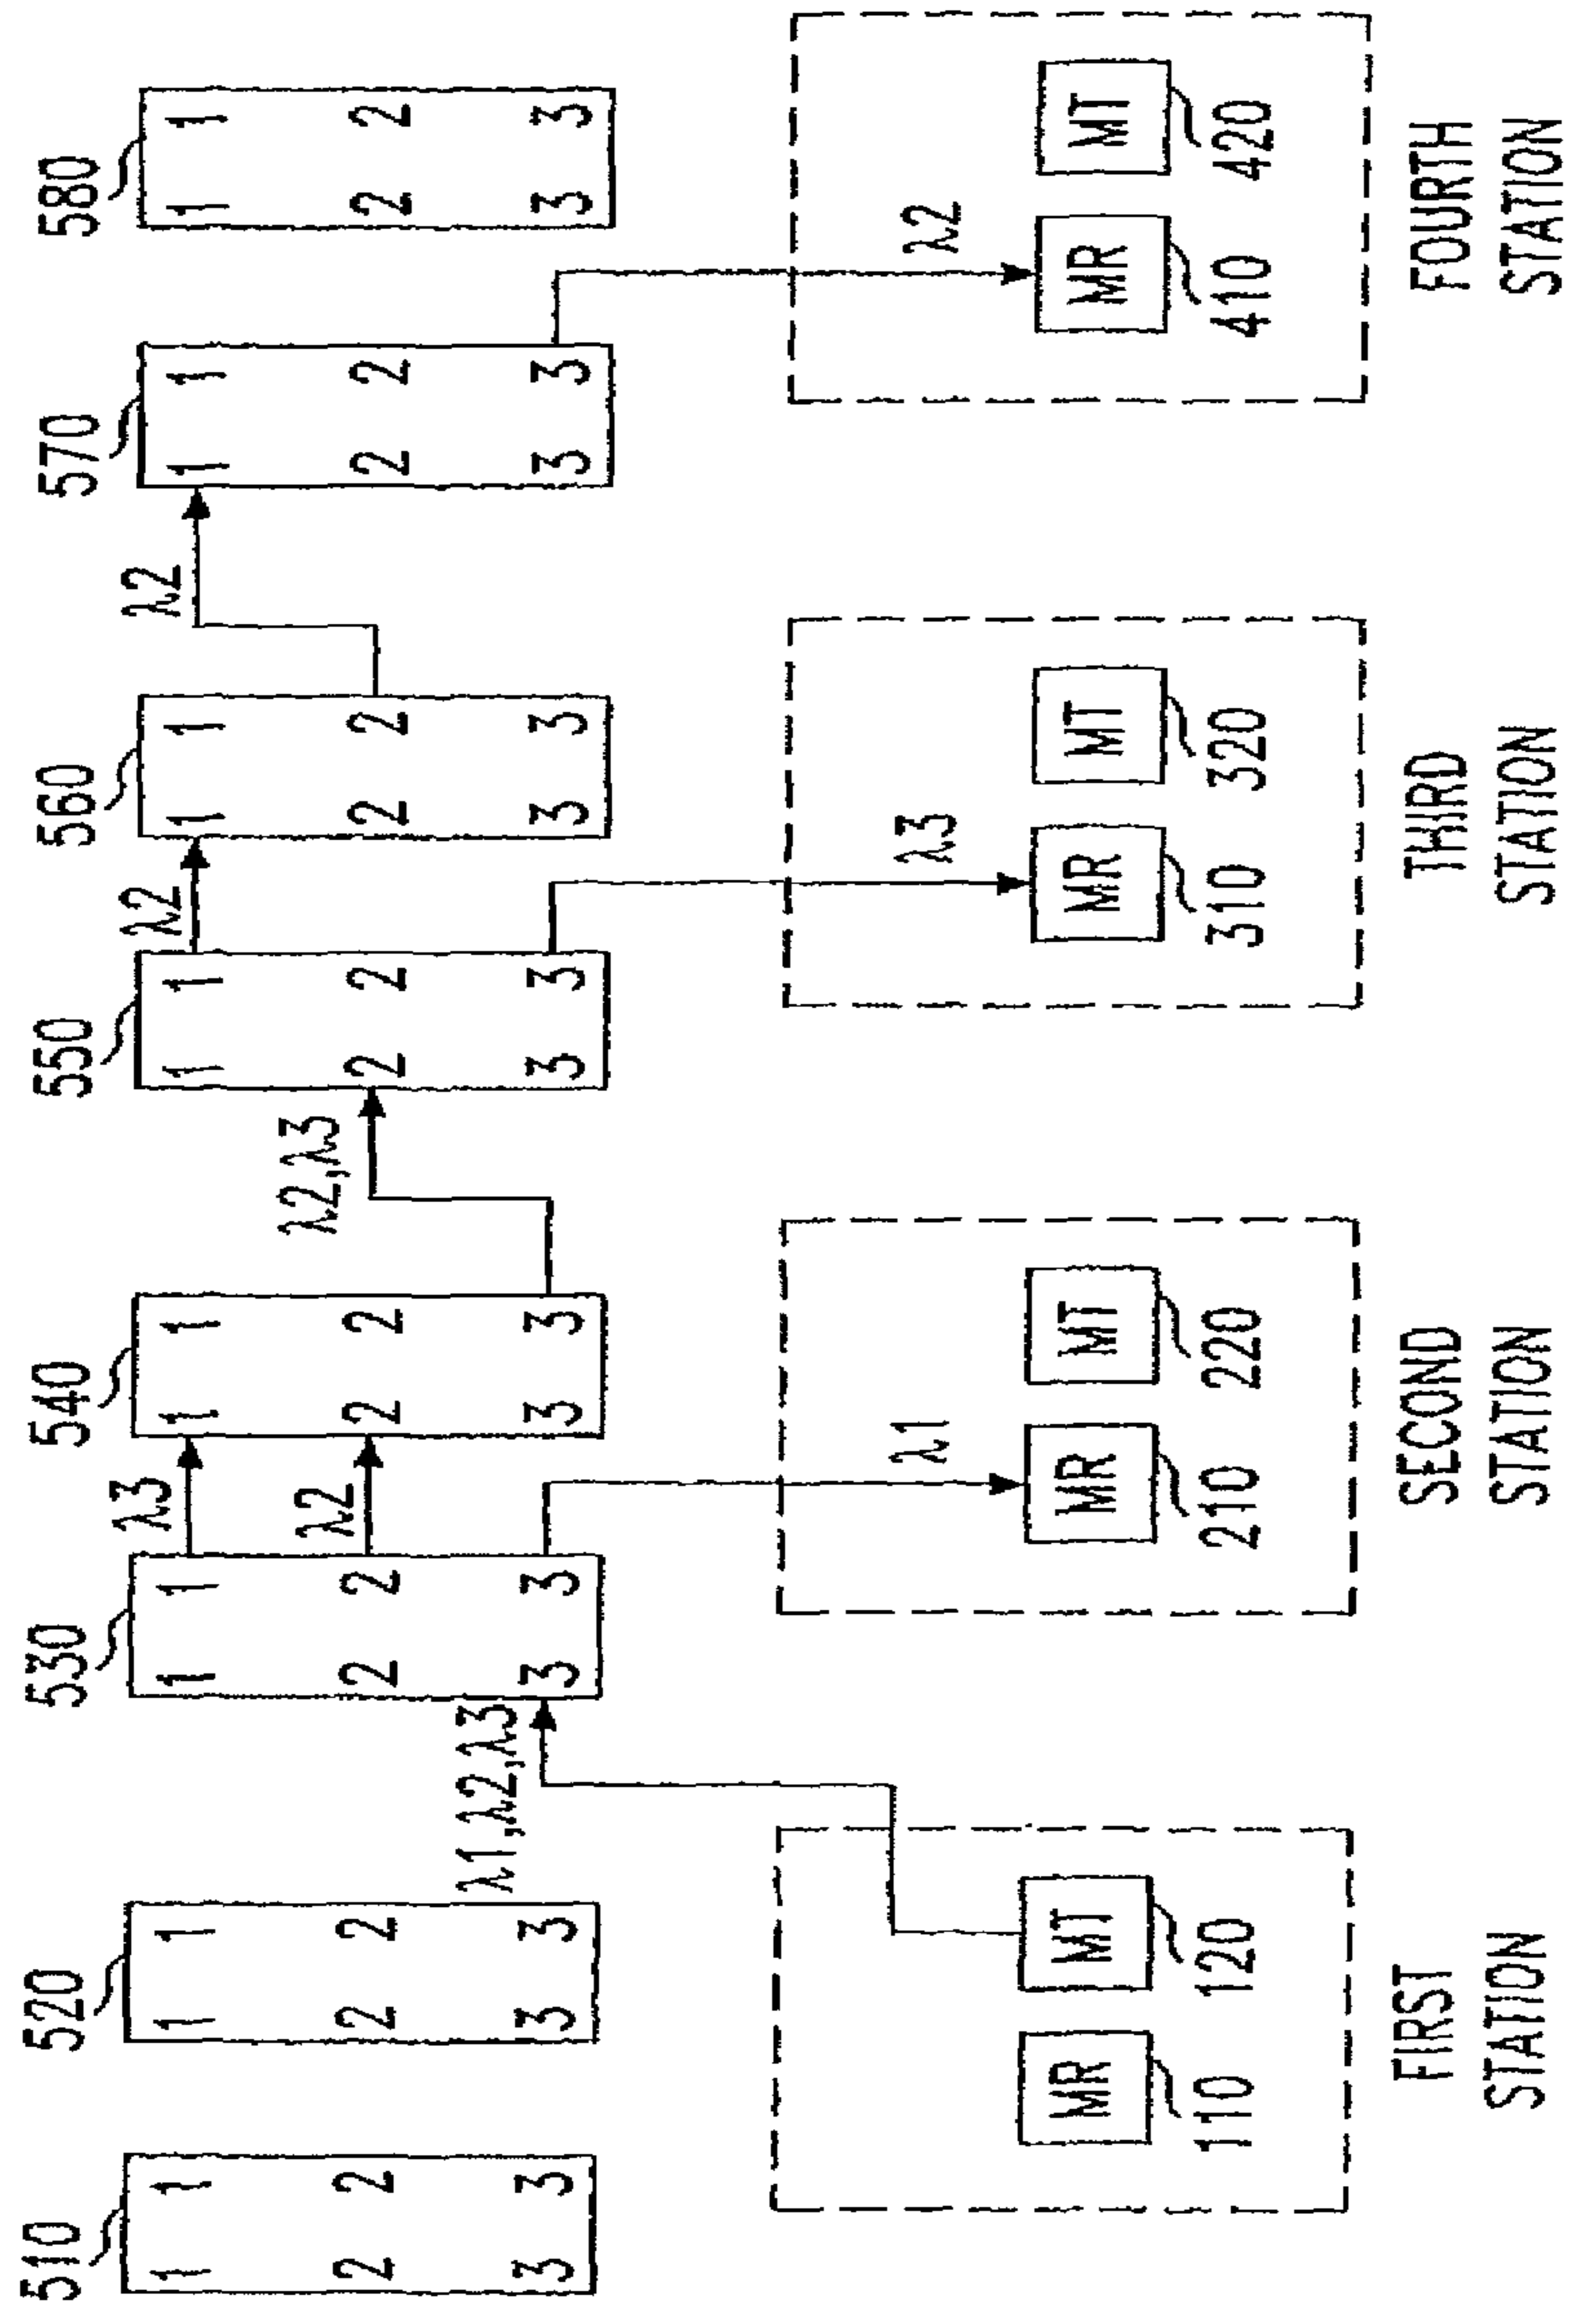 510
520
530
540
550
560
570
580
1 1
2 2
3 3
1 1
2 2
3 3
1 1
2 2
3 3
1 1
2 2
3 3
1 1
2 2
3 3
1 1
2 2
3 3
1 1
2 2
3 3
1 1
2 2
3 3
λ1,λ2,λ3
λ3
λ2
λ2,λ3
λ2
λ2
λ1
λ3
λ2
MR
110
MT
120
FIRST
STATION
MR
210
MT
220
SECOND
STATION
MR
310
MT
320
THIRD
STATION
MR
410
MT
420
FOURTH
STATION